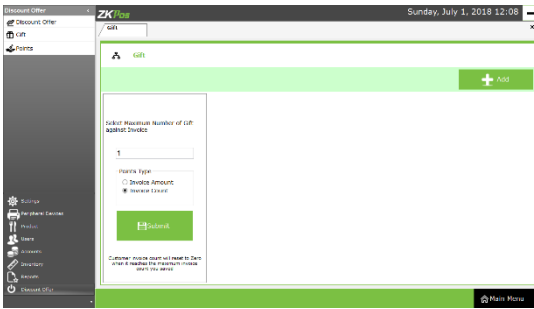 Discount Offer
Discount Offer
Gift
Points
ZKPos
Sunday, July 1, 2018 12:08
Gift
Gift
Add
Select Maximum Number of Gift
against Invoice
1
Points Type
Invoice Amount
Invoice Count
Submit
Customer invoice count will reset to Zero
when it reaches the maximum invoice
count you saved
Settings
Peripheral Devices
Product
Users
Accounts
Inventory
Reports
Discount Offer
Main Menu